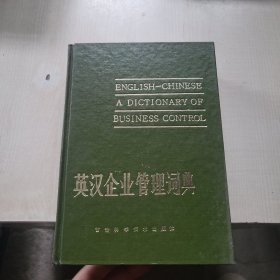 ENGLISH-CHINESE
A DICTIONARY OF
BUSINESS CONTROL
英汉企业管理词典